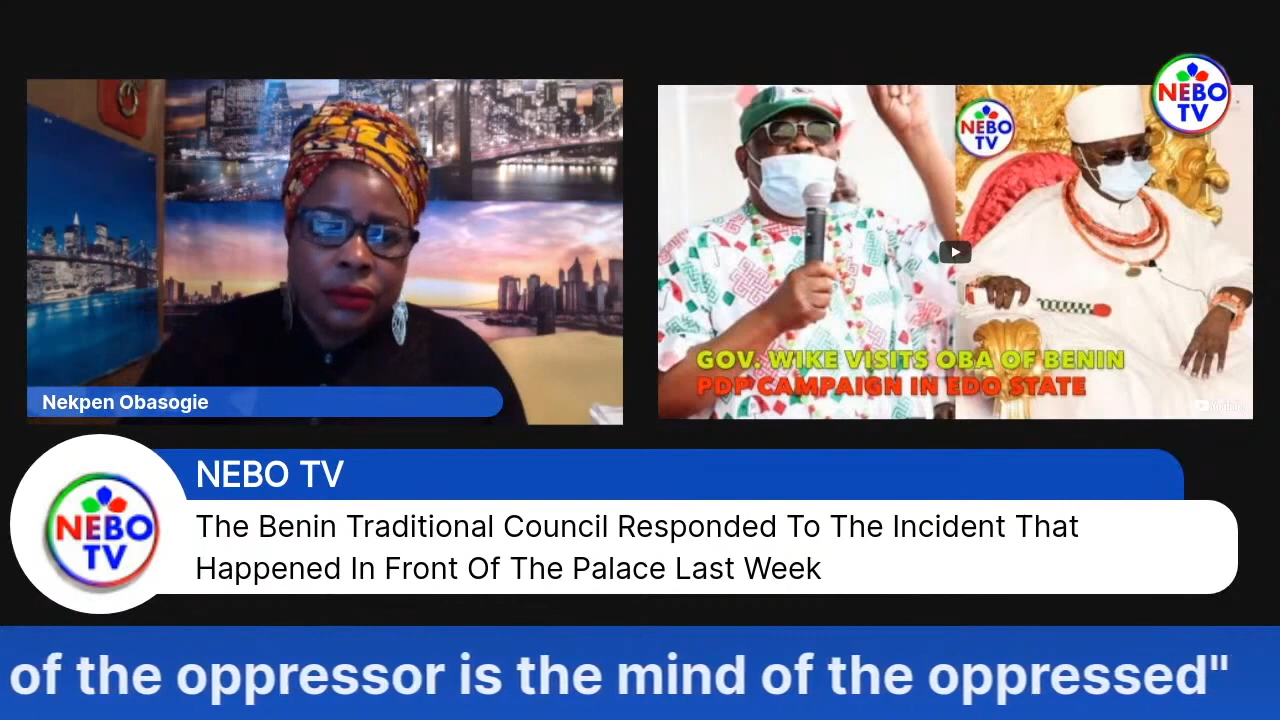 NEBO
TV
NEBO
TV
GOV. WIKE VISITS OBA OF BENIN
PDP CAMPAIGN IN EDO STATE
YouTube
Nekpen Obasogie
NEBO TV
NEBO
TV
The Benin Traditional Council Responded To The Incident That
Happened In Front Of The Palace Last Week
of the oppressor is the mind of the oppressed"